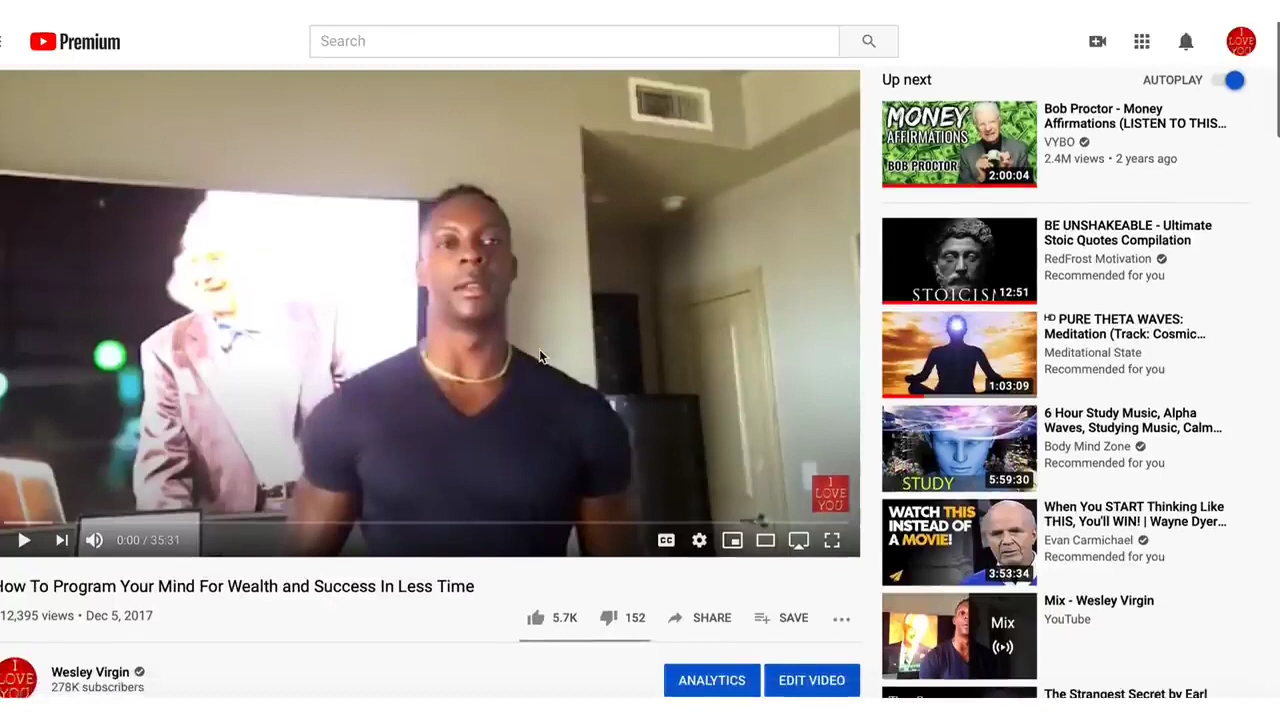 Premium
Search
I
LOVE
YOU
Up next
AUTOPLAY
MONEY
AFFIRMATIONS
BOB PROCTOR
2:00:04
Bob Proctor - Money
Affirmations (LISTEN TO THIS...
VYBO
2.4M views • 2 years ago
STOICISM
12:51
BE UNSHAKEABLE - Ultimate
Stoic Quotes Compilation
RedFrost Motivation
Recommended for you
1:03:09
HD PURE THETA WAVES:
Meditation (Track: Cosmic...
Meditational State
Recommended for you
STUDY
5:59:30
6 Hour Study Music, Alpha
Waves, Studying Music, Calm...
Body Mind Zone
Recommended for you
WATCH THIS
INSTEAD OF
A MOVIE!
3:53:34
When You START Thinking Like
THIS, You'll WIN! | Wayne Dyer...
Evan Carmichael
Recommended for you
Mix
Mix - Wesley Virgin
YouTube
The Strangest Secret by Earl
I
LOVE
YOU
0:00 / 35:31
CC
How To Program Your Mind For Wealth and Success In Less Time
12,395 views • Dec 5, 2017
5.7K
152
SHARE
SAVE
I
LOVE
YOU
Wesley Virgin
278K subscribers
ANALYTICS
EDIT VIDEO